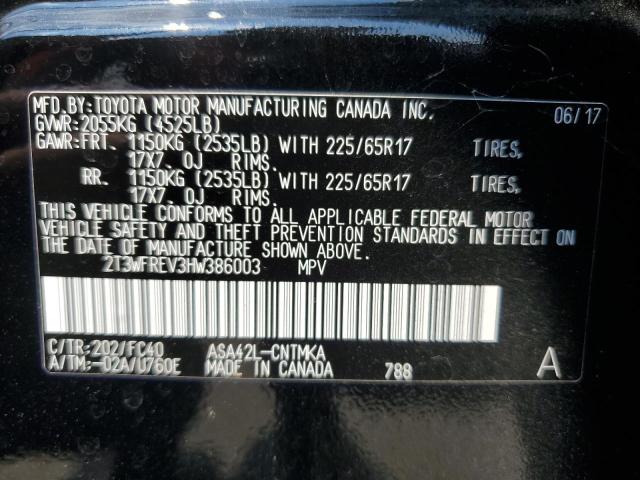 MFD.BY:TOYOTA MOTOR MANUFACTURING CANADA INC. 06/17
GVWR:2055KG (4525LB)
GAWR:FRT. 1150KG (2535LB) WITH 225/65R17 TIRES,
17X7.0J RIMS.
RR. 1150KG (2535LB) WITH 225/65R17 TIRES,
17X7.0J RIMS.
THIS VEHICLE CONFORMS TO ALL APPLICABLE FEDERAL MOTOR
VEHICLE SAFETY AND THEFT PREVENTION STANDARDS IN EFFECT ON
THE DATE OF MANUFACTURE SHOWN ABOVE.
2T3WFREV3HW386003 MPV
C/TR:202/FC40 ASA42L-CNTMKA
A/TM:-02A/U760E MADE IN CANADA 788 A